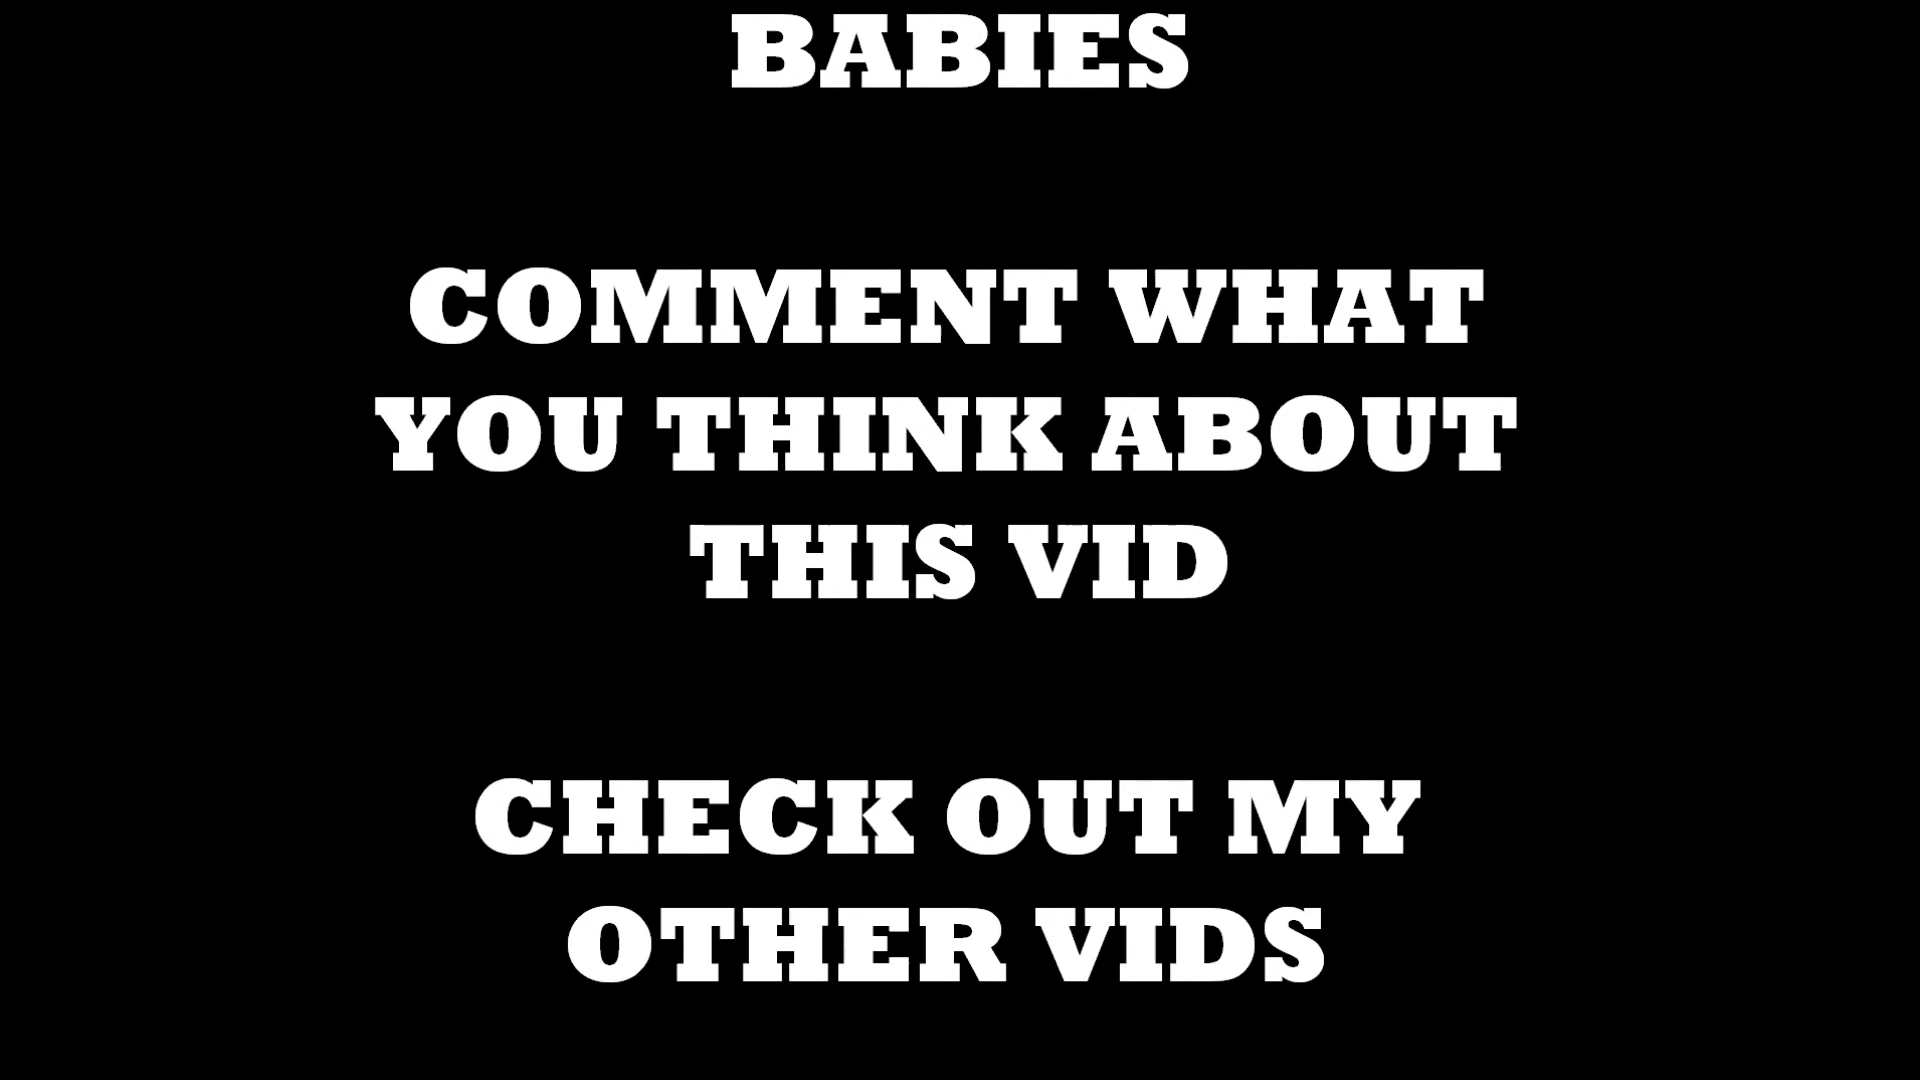 BABIES
COMMENT WHAT
YOU THINK ABOUT
THIS VID
CHECK OUT MY
OTHER VIDS